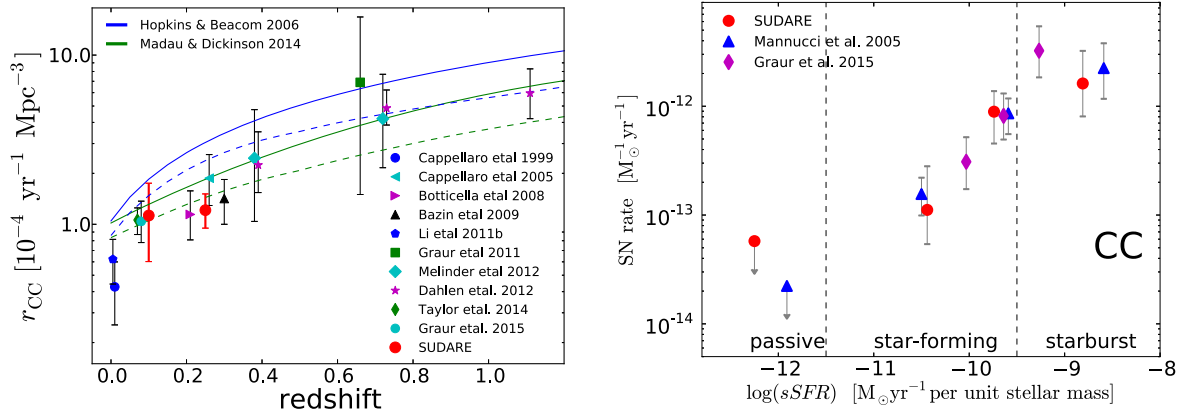 Hopkins & Beacom 2006
Madau & Dickinson 2014
10.0
1.0
r_CC [10⁻⁴ yr⁻¹ Mpc⁻³]
Cappellaro etal 1999
Cappellaro etal 2005
Botticella etal 2008
Bazin etal 2009
Li etal 2011b
Graur etal 2011
Melinder etal 2012
Dahlen etal. 2012
Taylor etal. 2014
Graur etal. 2015
SUDARE
0.0 0.2 0.4 0.6 0.8 1.0
redshift
SUDARE
Mannucci et al. 2005
Graur et al. 2015
10⁻¹²
10⁻¹³
10⁻¹⁴
SN rate [M☉⁻¹yr⁻¹]
CC
passive star-forming starburst
−12 −11 −10 −9 −8
log(sSFR) [M☉yr⁻¹ per unit stellar mass]